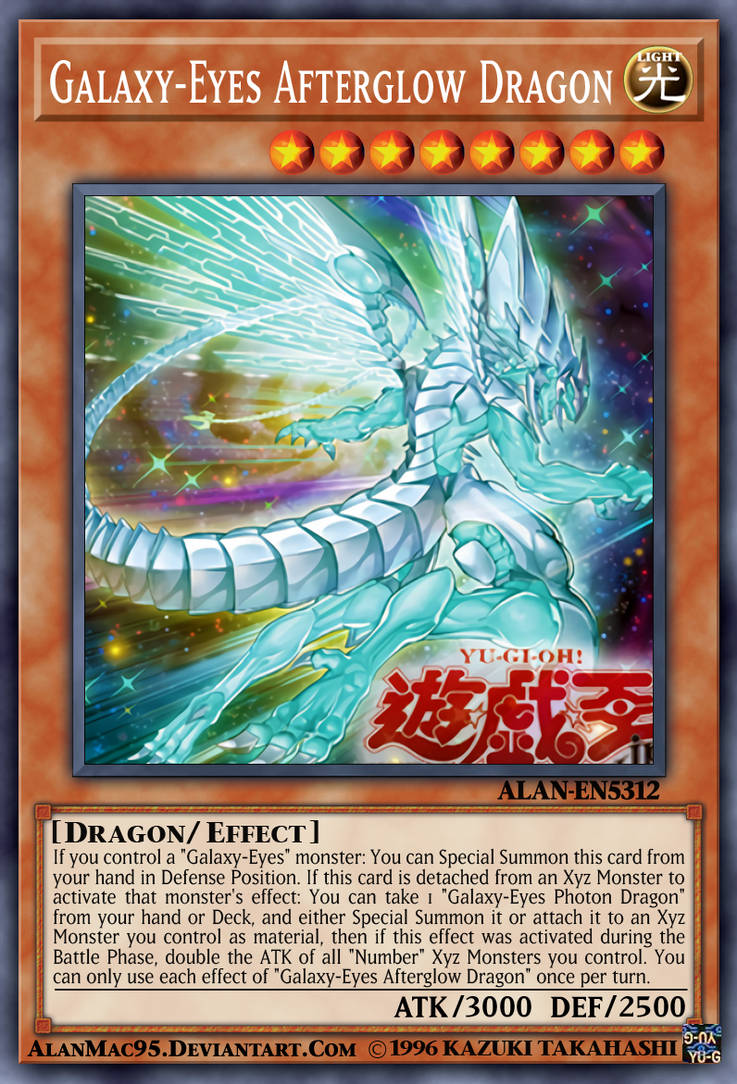 GALAXY-EYES AFTERGLOW DRAGON
LIGHT
光
YU-GI-OH!
遊戯王
ALAN-EN5312
[DRAGON/EFFECT]
If you control a "Galaxy-Eyes" monster: You can Special Summon this card from
your hand in Defense Position. If this card is detached from an Xyz Monster to
activate that monster's effect: You can take 1 "Galaxy-Eyes Photon Dragon"
from your hand or Deck, and either Special Summon it or attach it to an Xyz
Monster you control as material, then if this effect was activated during the
Battle Phase, double the ATK of all "Number" Xyz Monsters you control. You
can only use each effect of "Galaxy-Eyes Afterglow Dragon" once per turn.
ATK/3000 DEF/2500
ALANMAC95.DEVIANTART.COM ©1996 KAZUKI TAKAHASHI